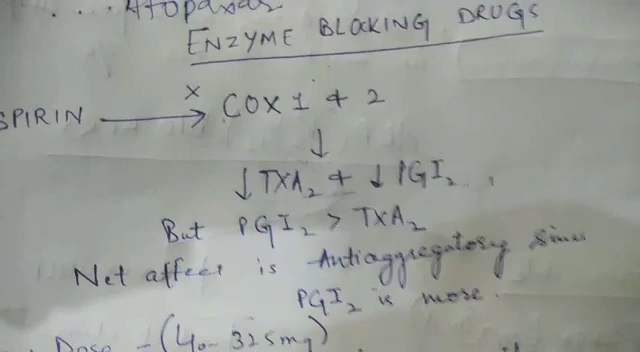 .... Atopaxar
ENZYME BLOCKING DRUGS
SPIRIN ⟶ˣ COX 1 & 2
↓
↓ TXA₂ & ↓ PGI₂ ,
But PGI₂ > TXA₂
Net affect is Antiaggregatory since
PGI₂ is more.
. Dose - (40 - 325mg)